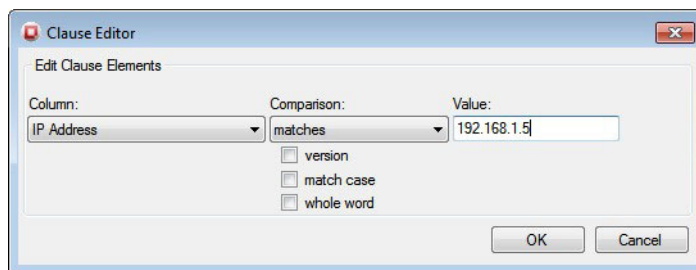 Clause Editor
Edit Clause Elements
Column: Comparison: Value:
IP Address matches 192.168.1.5
version
match case
whole word
OK Cancel